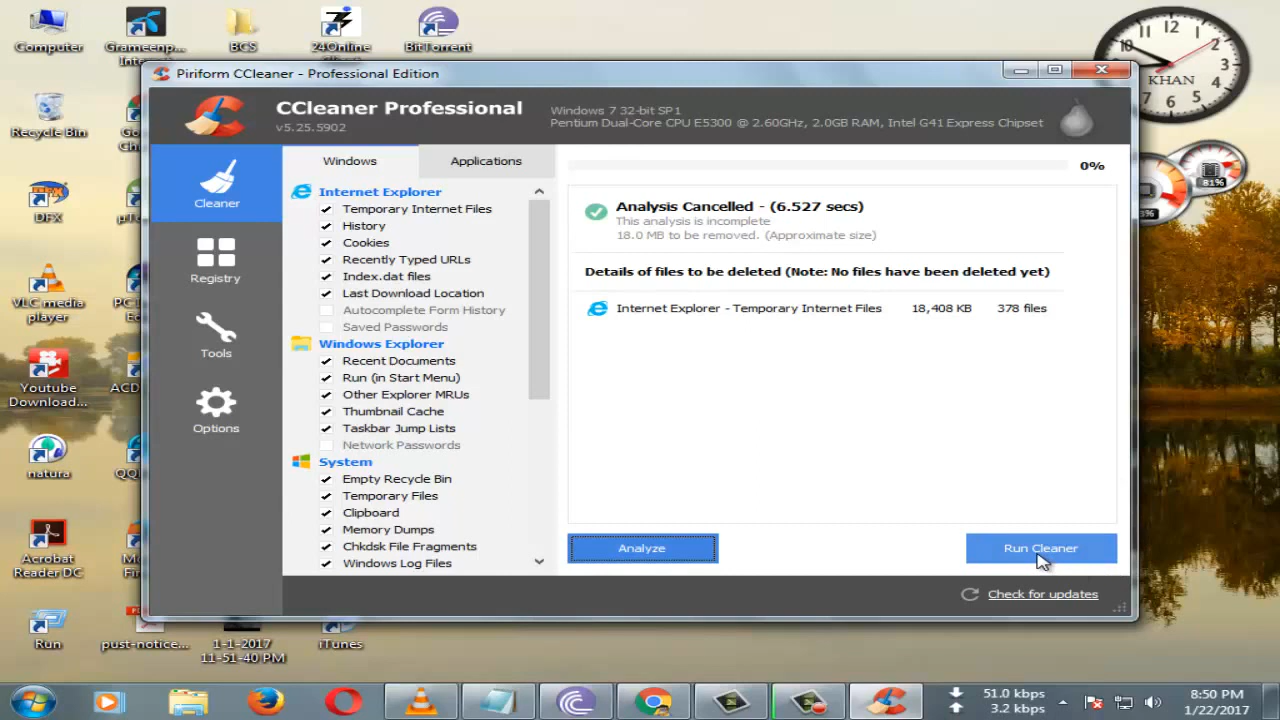 Computer
Grameenp...
Interne
BCS
24Online
Client
BitTorrent
Piriform CCleaner - Professional Edition
CCleaner Professional
v5.25.5902
Windows 7 32-bit SP1
Pentium Dual-Core CPU E5300 @ 2.60GHz, 2.0GB RAM, Intel G41 Express Chipset
KHAN
81%
Recycle Bin
DFX
VLC media
player
Youtube
Download...
natura
Acrobat
Reader DC
Run
pust-notice...
1-1-2017
11-51-40 PM
iTunes
Cleaner
Registry
Tools
Options
Windows
Applications
Internet Explorer
Temporary Internet Files
History
Cookies
Recently Typed URLs
Index.dat files
Last Download Location
Autocomplete Form History
Saved Passwords
Windows Explorer
Recent Documents
Run (in Start Menu)
Other Explorer MRUs
Thumbnail Cache
Taskbar Jump Lists
Network Passwords
System
Empty Recycle Bin
Temporary Files
Clipboard
Memory Dumps
Chkdsk File Fragments
Windows Log Files
0%
Analysis Cancelled - (6.527 secs)
This analysis is incomplete
18.0 MB to be removed. (Approximate size)
Details of files to be deleted (Note: No files have been deleted yet)
Internet Explorer - Temporary Internet Files 18,408 KB 378 files
Analyze
Run Cleaner
Check for updates
51.0 kbps
3.2 kbps
8:50 PM
1/22/2017